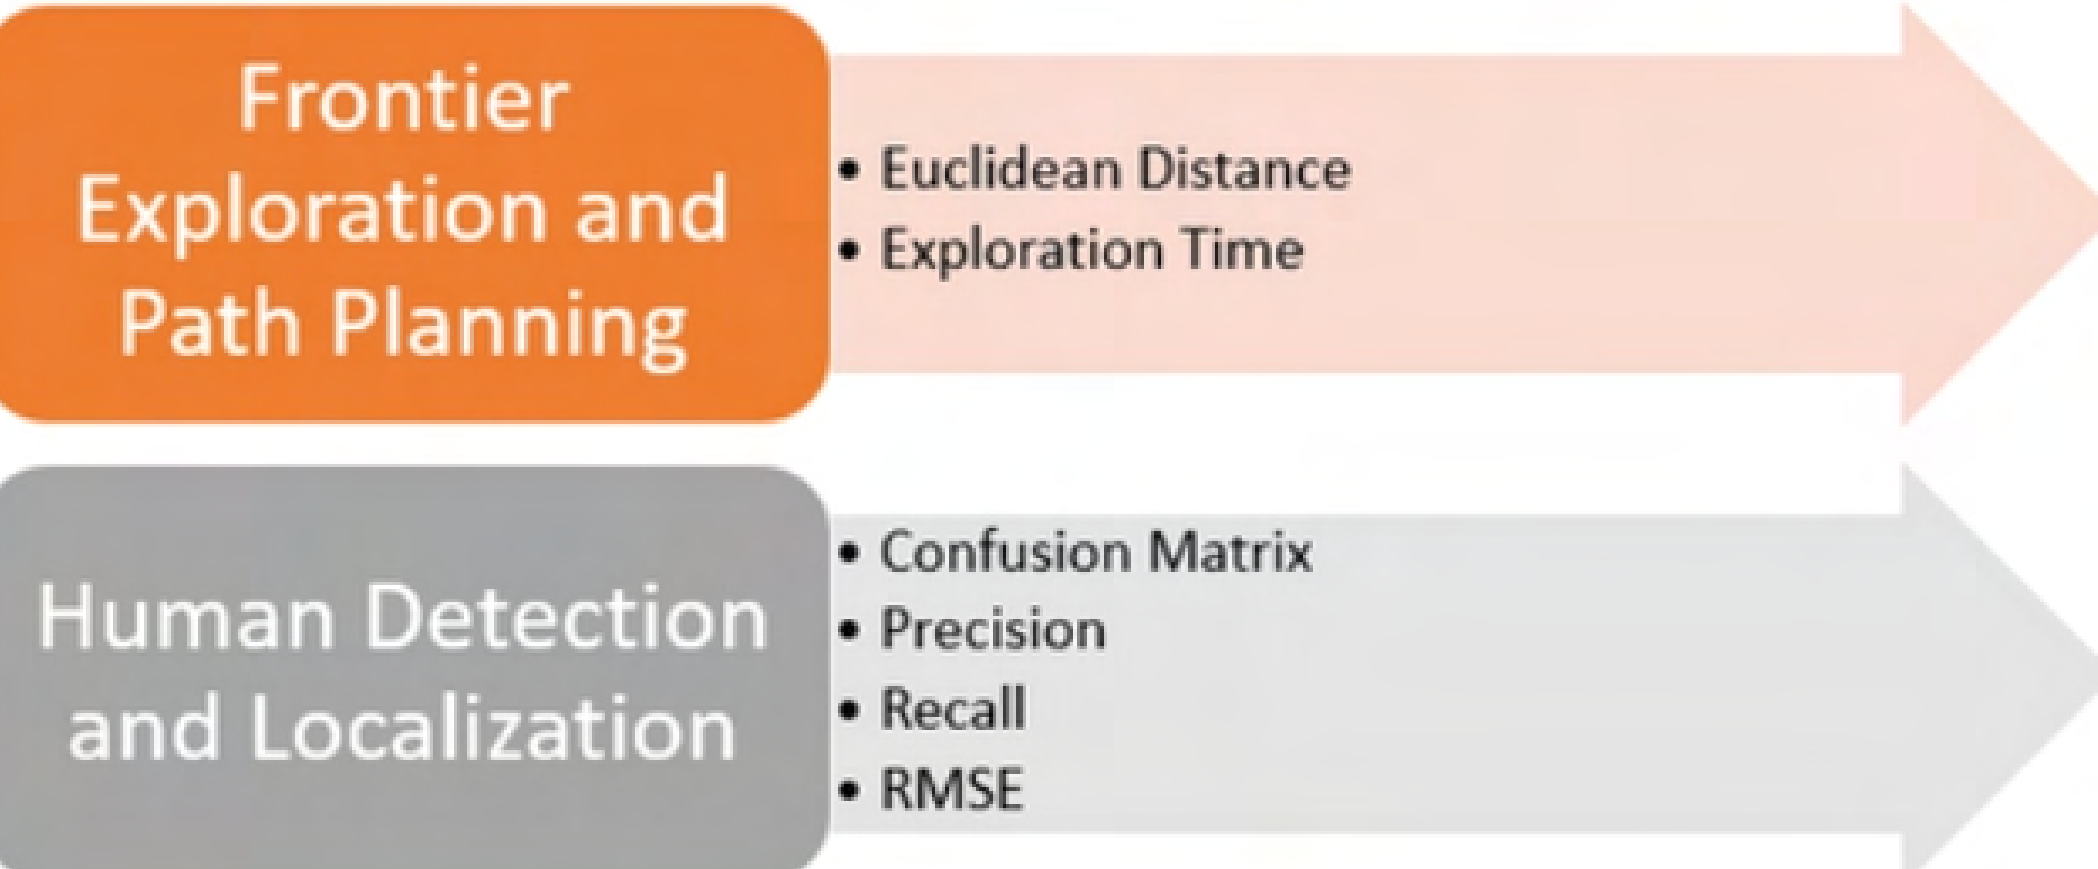 Frontier
Exploration and
Path Planning
• Euclidean Distance
• Exploration Time
Human Detection
and Localization
• Confusion Matrix
• Precision
• Recall
• RMSE